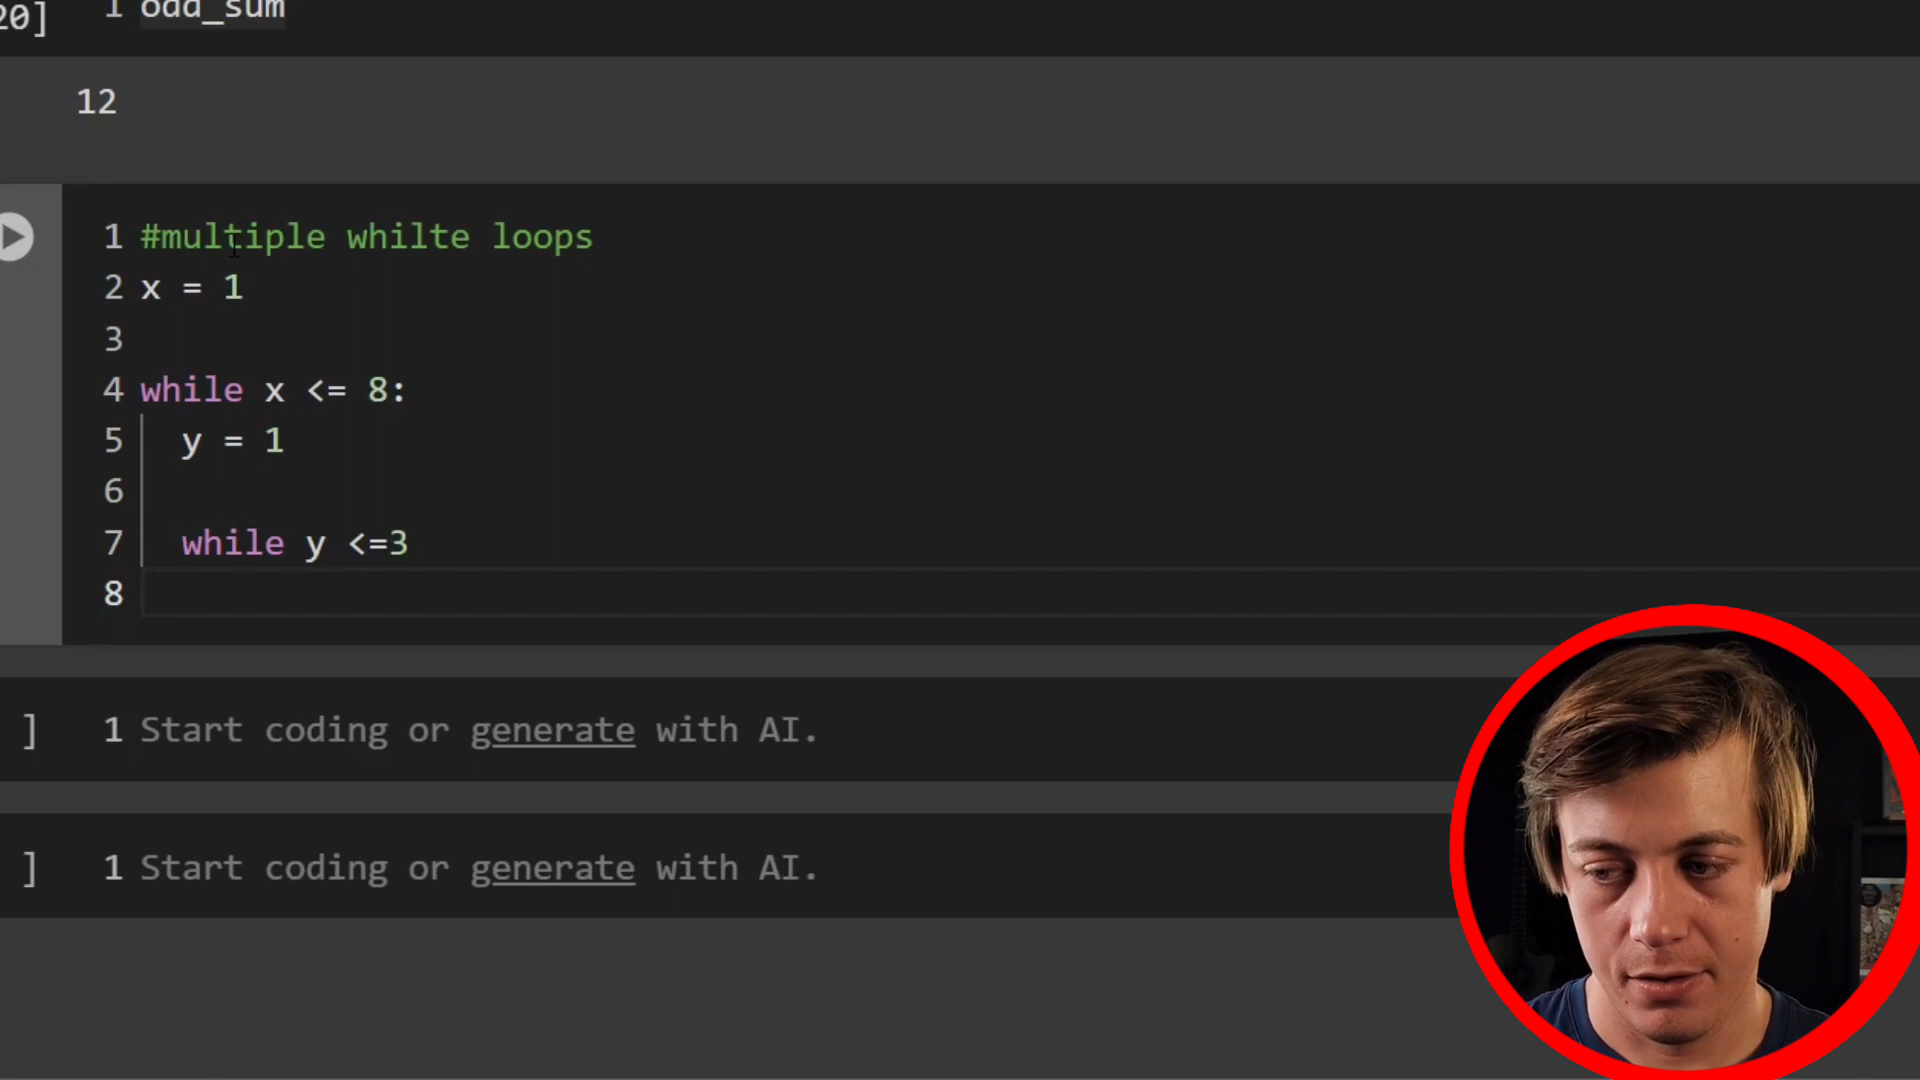 20] 1 odd_sum
12
1 #multiple whilte loops
2 x = 1
3
4 while x <= 8:
5 y = 1
6
7 while y <=3
8
] 1 Start coding or generate with AI.
] 1 Start coding or generate with AI.